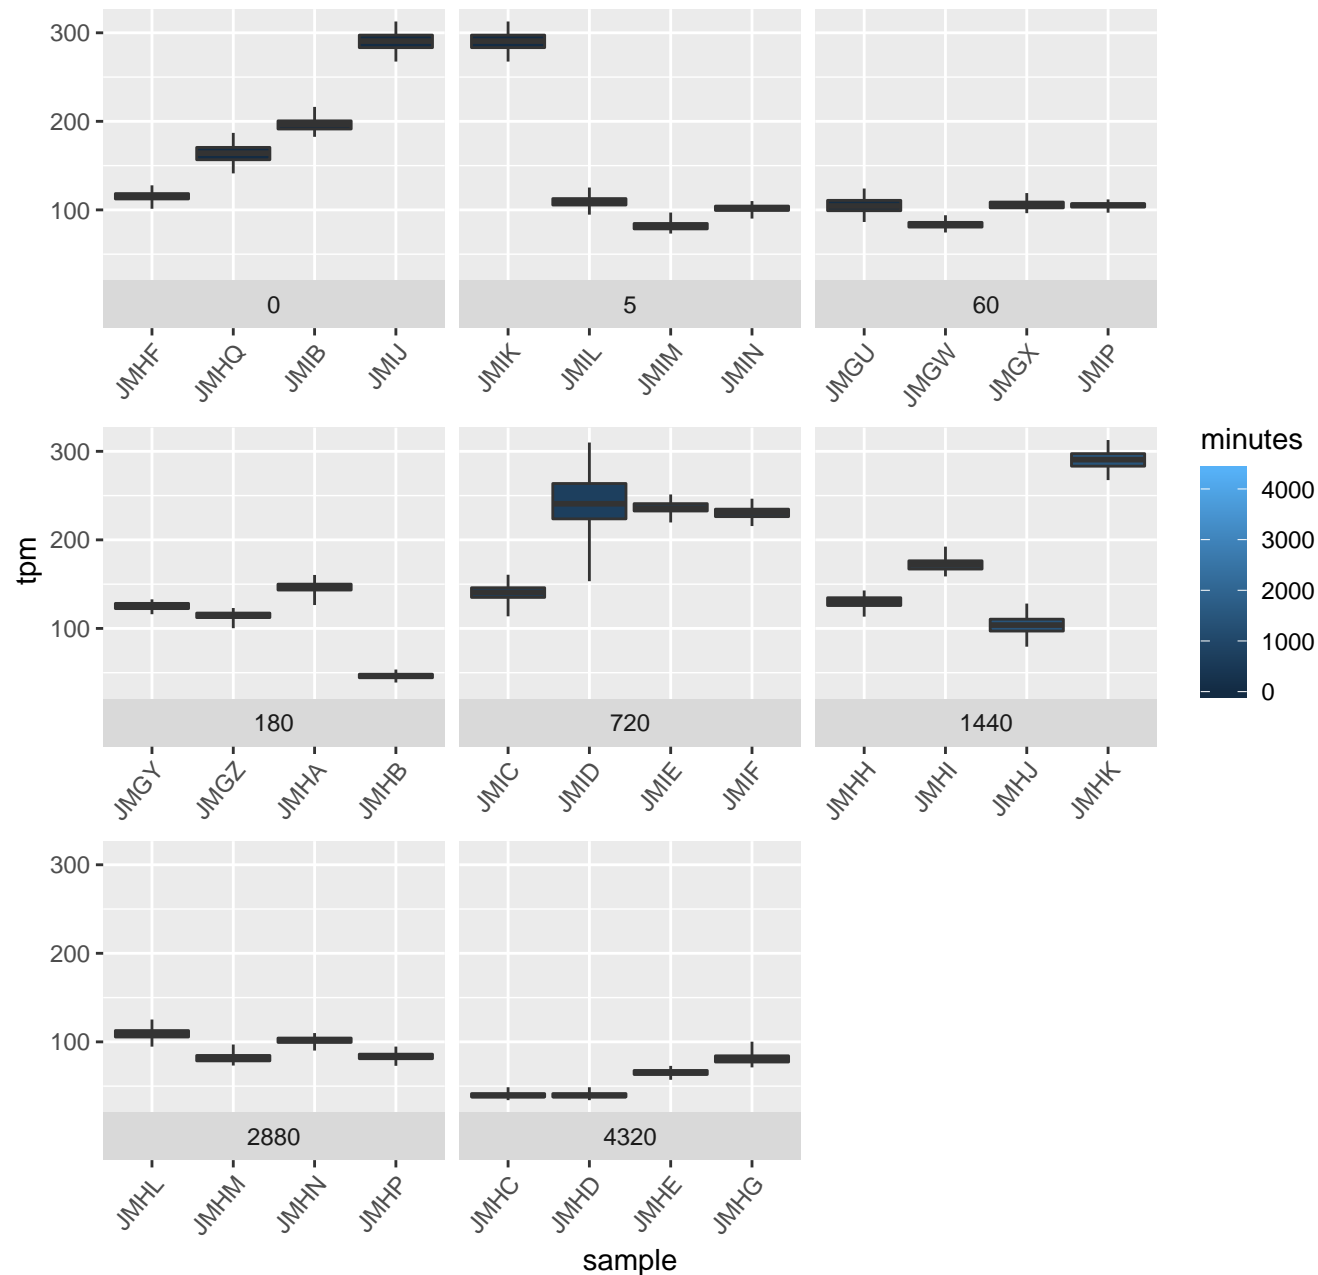 300
200
100
0
5
60
JMHF
JMHQ
JMIB
JMIJ
JMIK
JMIL
JMIM
JMIN
JMGU
JMGW
JMGX
JMIP
tpm
300
200
100
180
720
1440
JMGY
JMGZ
JMHA
JMHB
JMIC
JMID
JMIE
JMIF
JMHH
JMHI
JMHJ
JMHK
300
200
100
2880
4320
JMHL
JMHM
JMHN
JMHP
JMHC
JMHD
JMHE
JMHG
sample
minutes
4000
3000
2000
1000
0